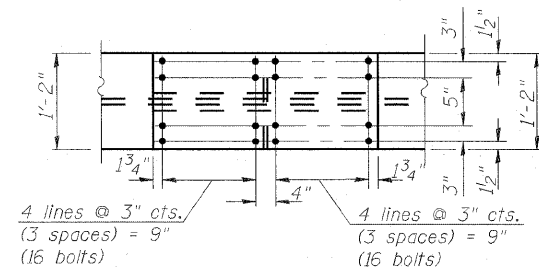 3"
1½"
1'-2"
5"
1'-2"
1¾"
1¾"
4"
3"
1½"
4 lines @ 3" cts.
(3 spaces) = 9"
(16 bolts)
4 lines @ 3" cts.
(3 spaces) = 9"
(16 bolts)